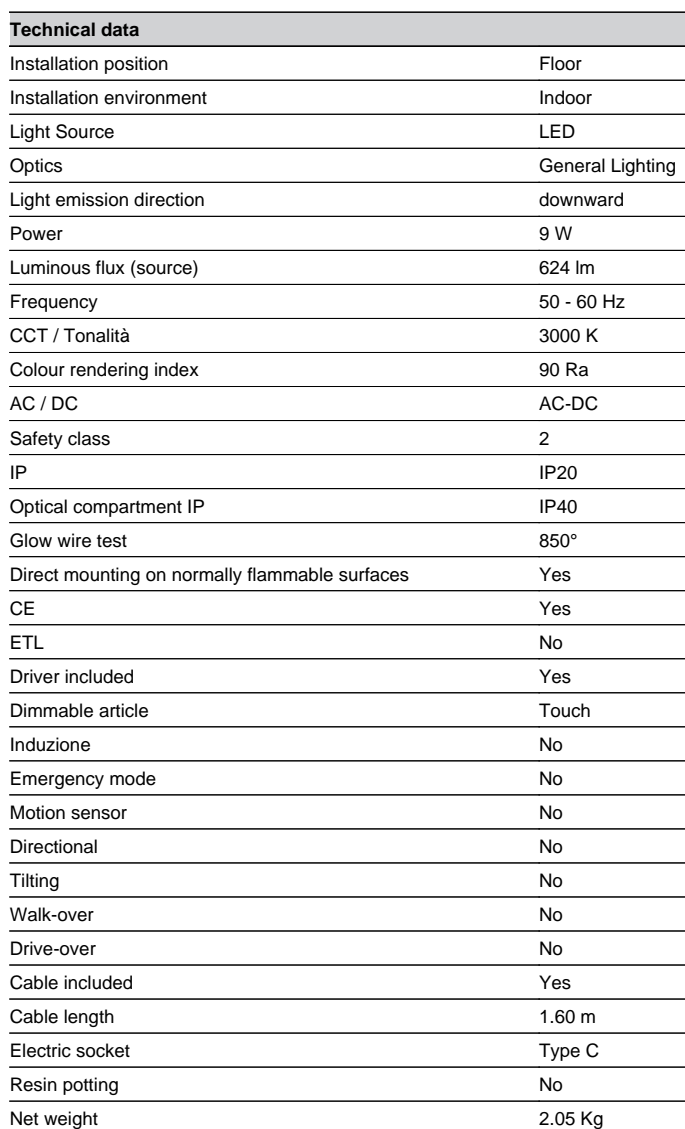 Technical data
Installation position Floor
Installation environment Indoor
Light Source LED
Optics General Lighting
Light emission direction downward
Power 9 W
Luminous flux (source) 624 lm
Frequency 50 - 60 Hz
CCT / Tonalità 3000 K
Colour rendering index 90 Ra
AC / DC AC-DC
Safety class 2
IP IP20
Optical compartment IP IP40
Glow wire test 850°
Direct mounting on normally flammable surfaces Yes
CE Yes
ETL No
Driver included Yes
Dimmable article Touch
Induzione No
Emergency mode No
Motion sensor No
Directional No
Tilting No
Walk-over No
Drive-over No
Cable included Yes
Cable length 1.60 m
Electric socket Type C
Resin potting No
Net weight 2.05 Kg